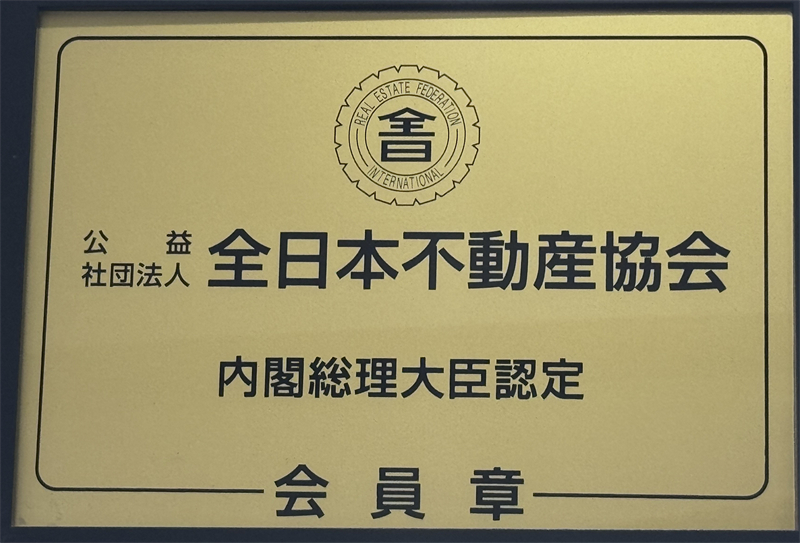 REAL ESTATE FEDERATION
全日
INTERNATIONAL
公益
社団法人 全日本不動産協会
内閣総理大臣認定
会員章